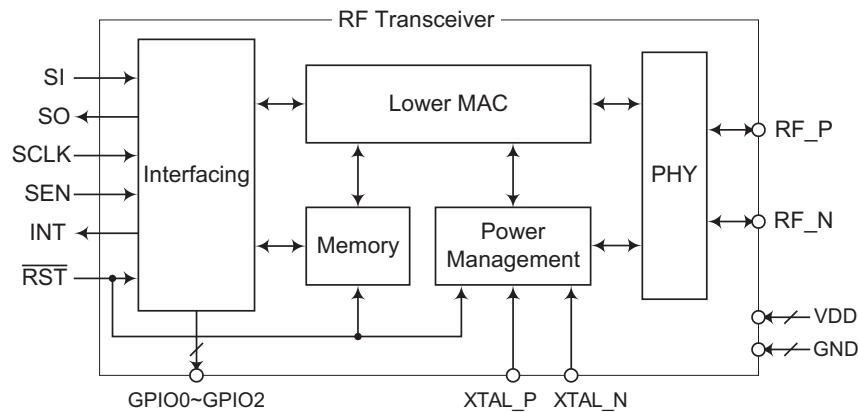 RF Transceiver
SI
SO
SCLK
SEN
INT
R̅S̅T̅
Interfacing
Lower MAC
Memory
Power
Management
PHY
RF_P
RF_N
VDD
GND
GPIO0~GPIO2
XTAL_P
XTAL_N